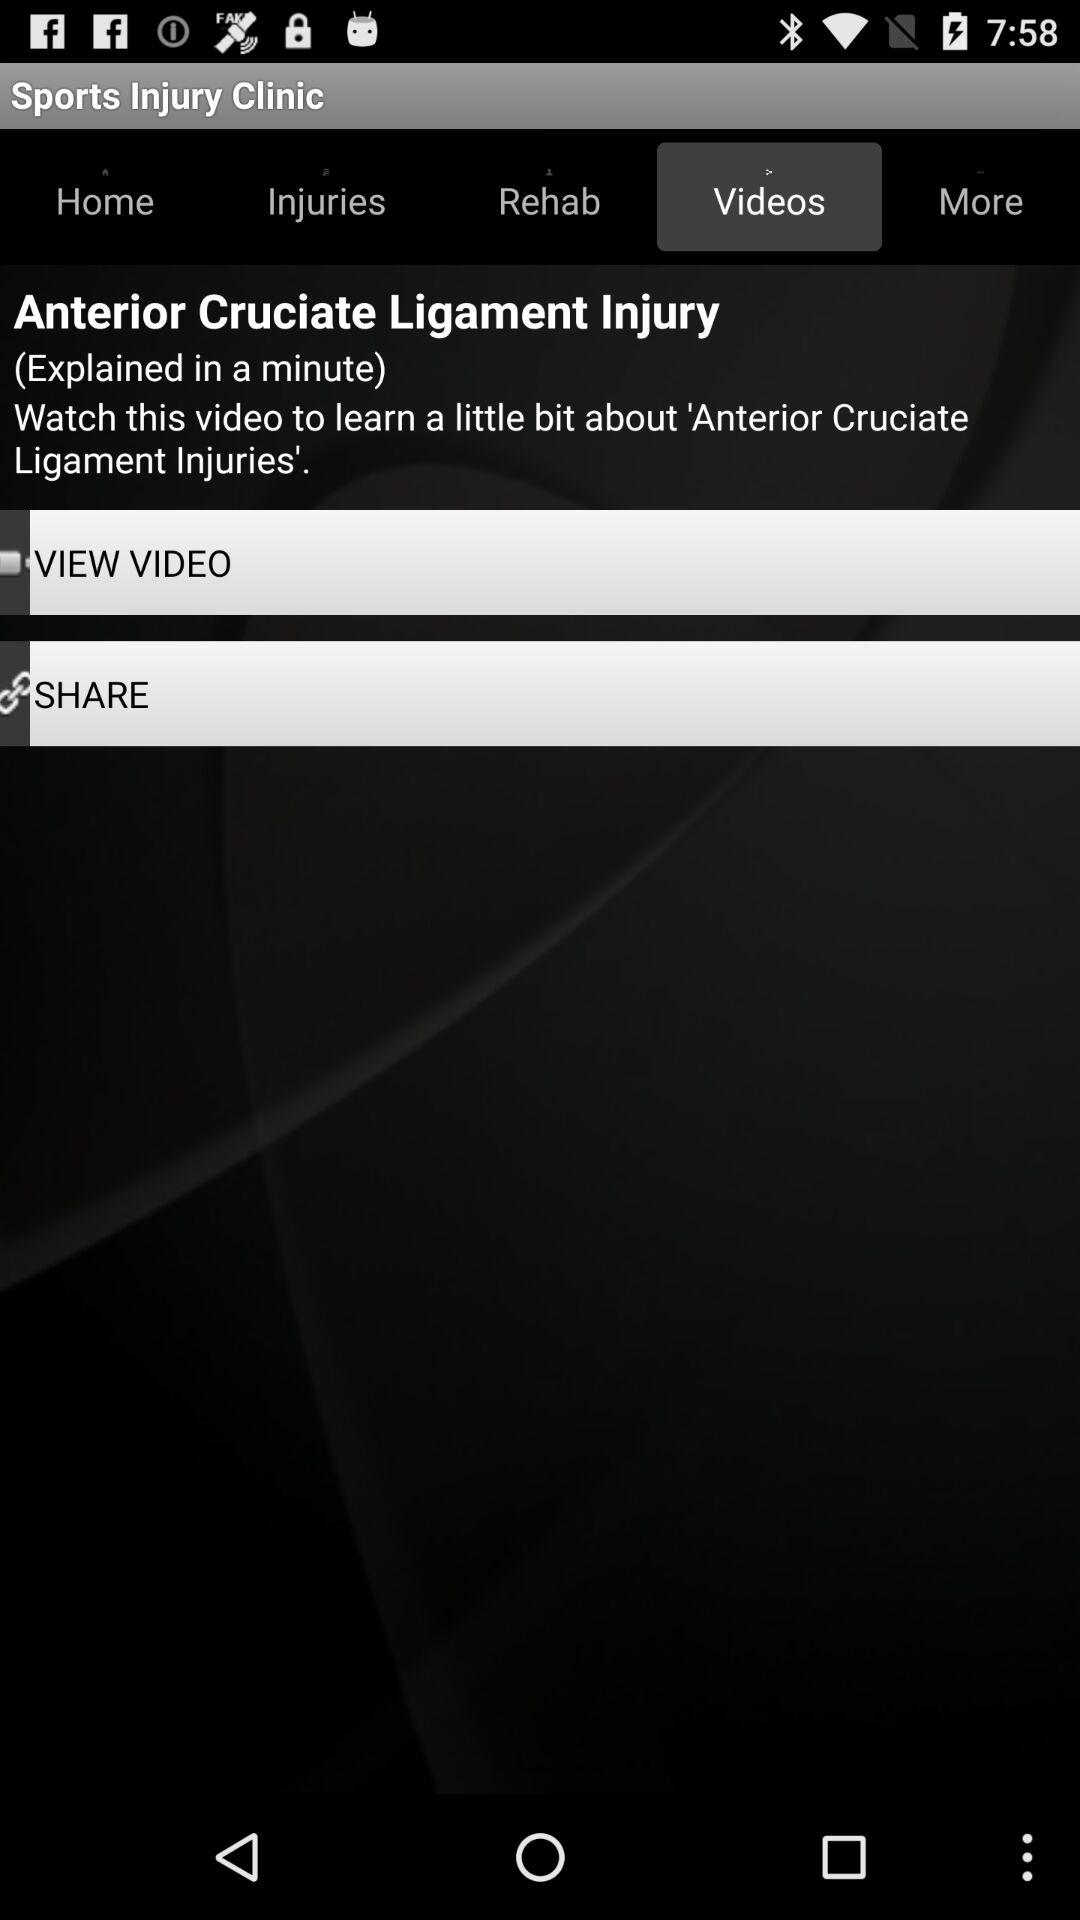 FAKE
7:58
Sports Injury Clinic
Home Injuries Rehab Videos More
Anterior Cruciate Ligament Injury
(Explained in a minute)
Watch this video to learn a little bit about 'Anterior Cruciate
Ligament Injuries'.
VIEW VIDEO
SHARE